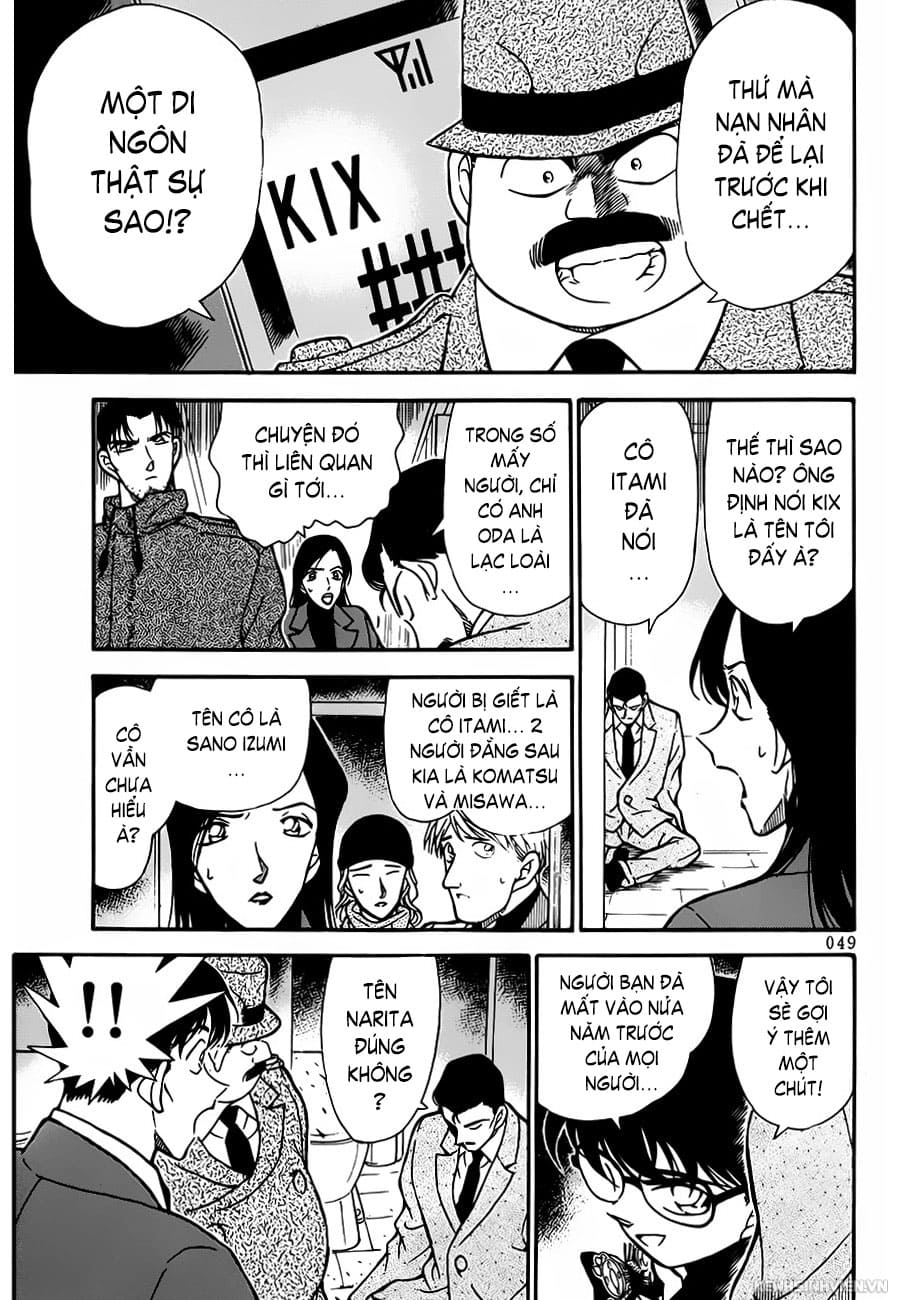 THỨ MÀ
NẠN NHÂN
ĐÃ ĐỂ LẠI
TRƯỚC KHI
CHẾT...
MỘT DI
NGÔN
THẬT SỰ
SAO!?
KIX
###
THẾ THÌ SAO
NÀO? ÔNG
ĐỊNH NÓI KIX
LÀ TÊN TÔI
ĐẤY À?
CÔ
ITAMI
ĐÃ
NÓI
...
TRONG SỐ
MẤY
NGƯỜI, CHỈ
CÓ ANH
ODA LÀ
LẠC LOÀI
...
CHUYỆN ĐÓ
THÌ LIÊN QUAN
GÌ TỚI...
NGƯỜI BỊ GIẾT LÀ
CÔ ITAMI... 2
NGƯỜI ĐẰNG SAU
KIA LÀ KOMATSU
VÀ MISAWA...
TÊN CÔ LÀ
SANO IZUMI
...
CÔ
VẪN
CHƯA
HIỂU
À?
049
VẬY TÔI
SẼ GỢI
Ý THÊM
MỘT
CHÚT!
NGƯỜI BẠN ĐÃ
MẤT VÀO NỬA
NĂM TRƯỚC
CỦA MỌI
NGƯỜI...
TÊN
NARITA
ĐÚNG
KHÔNG
?
!!
KENHSINHVIEN.VN